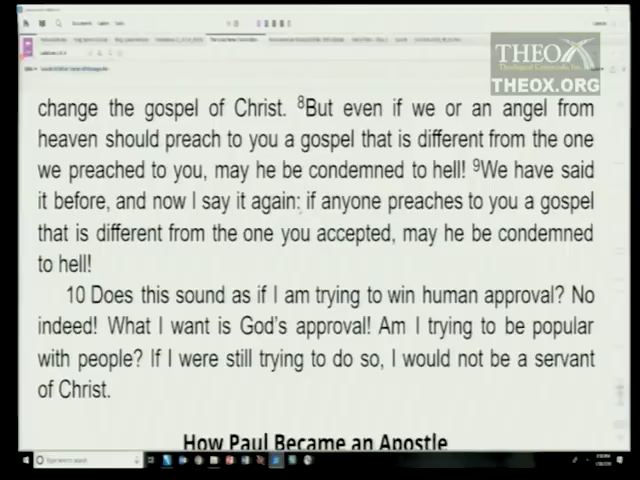 THEOX
THEOX.ORG
change the gospel of Christ. 8But even if we or an angel from
heaven should preach to you a gospel that is different from the one
we preached to you, may he be condemned to hell! 9We have said
it before, and now I say it again: if anyone preaches to you a gospel
that is different from the one you accepted, may he be condemned
to hell!
10 Does this sound as if I am trying to win human approval? No
indeed! What I want is God's approval! Am I trying to be popular
with people? If I were still trying to do so, I would not be a servant
of Christ.
How Paul Became an Apostle